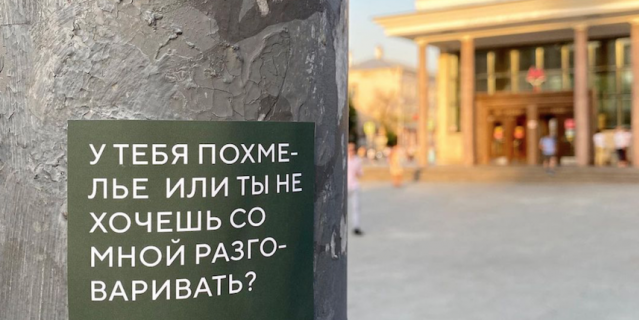 У ТЕБЯ ПОХМЕ-
ЛЬЕ ИЛИ ТЫ НЕ
ХОЧЕШЬ СО
МНОЙ РАЗГО-
ВАРИВАТЬ?